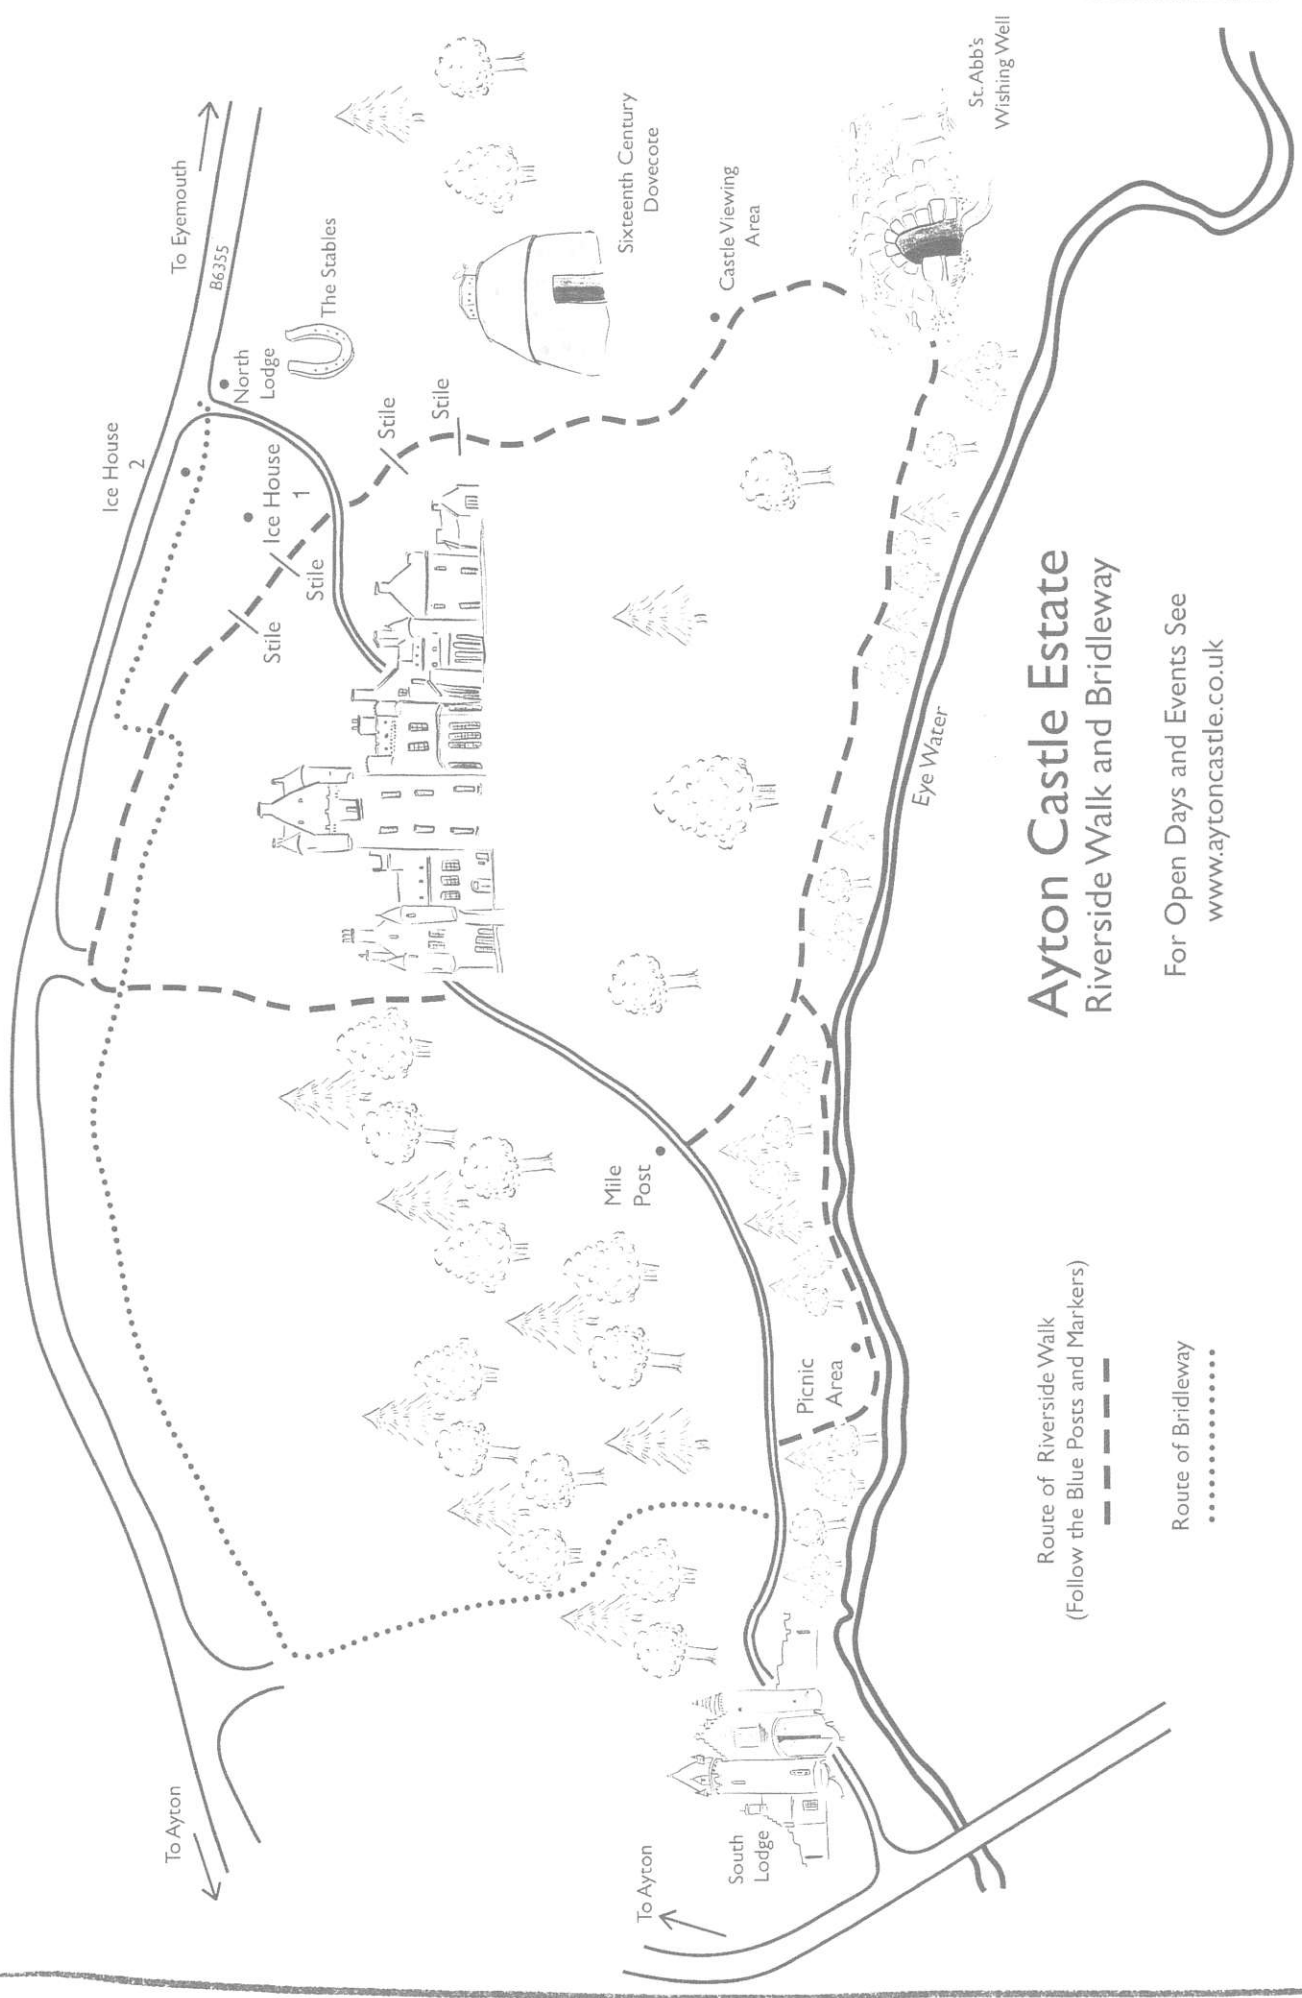 To Ayton
Ice House
2
To Eyemouth
B6355
North
Lodge
The Stables
Ice House
1
Stile
Stile
Stile
Stile
Sixteenth Century
Dovecote
Castle Viewing
Area
St. Abb's
Wishing Well
Mile
Post
To Ayton
South
Lodge
Picnic
Area
Eye Water
Ayton Castle Estate
Riverside Walk and Bridleway
For Open Days and Events See
www.aytoncastle.co.uk
Route of Riverside Walk
(Follow the Blue Posts and Markers)
Route of Bridleway